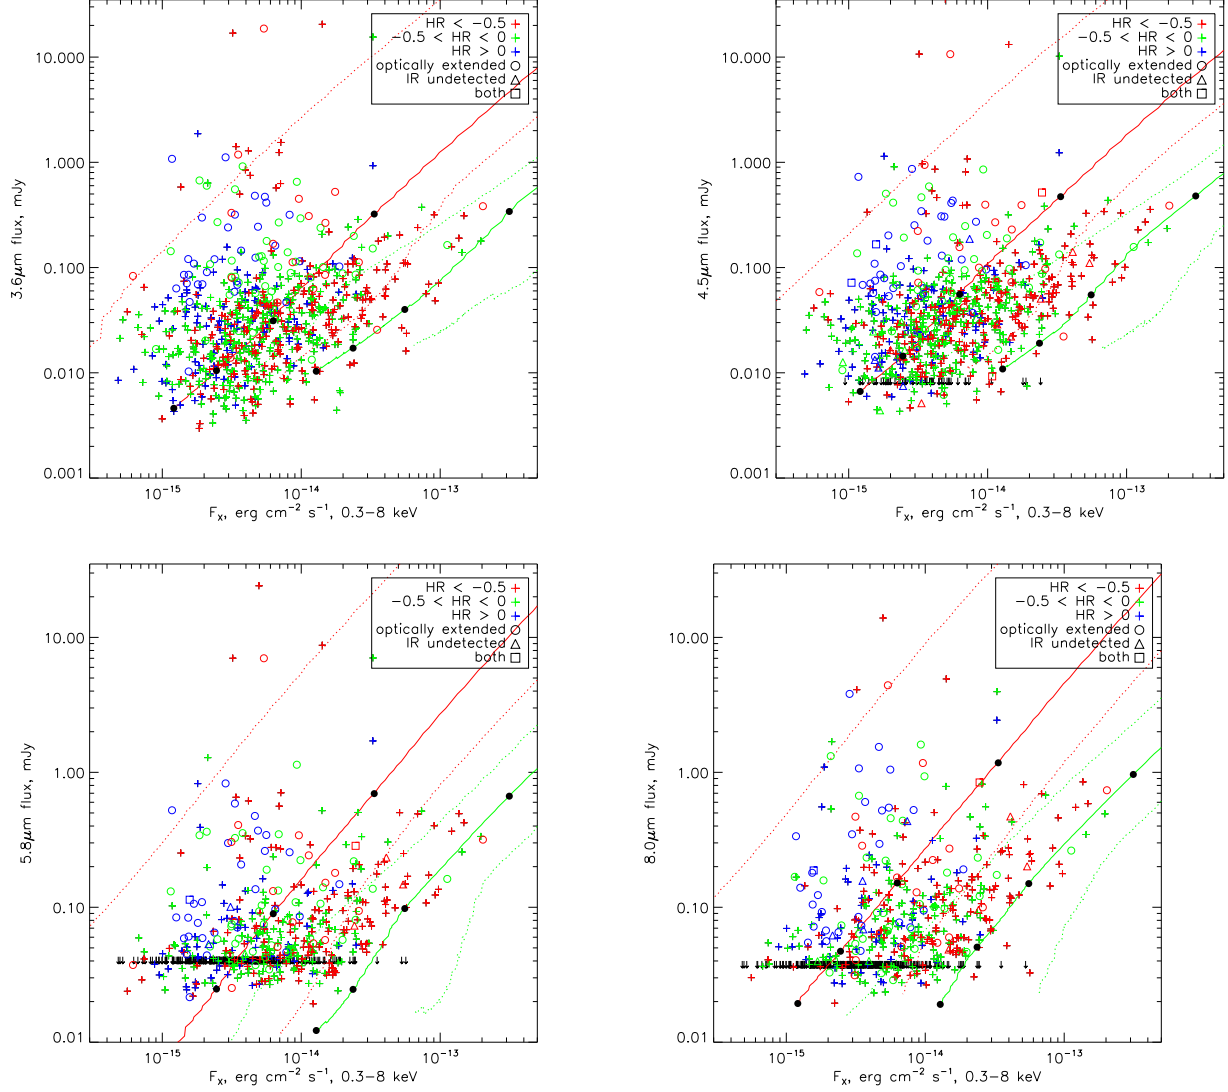 HR < −0.5
−0.5 < HR < 0
HR > 0
optically extended
IR undetected
both
10.000
1.000
0.100
0.010
0.001
3.6μm flux, mJy
10⁻¹⁵
10⁻¹⁴
10⁻¹³
Fₓ, erg cm⁻² s⁻¹, 0.3−8 keV
HR < −0.5
−0.5 < HR < 0
HR > 0
optically extended
IR undetected
both
10.000
1.000
0.100
0.010
0.001
4.5μm flux, mJy
10⁻¹⁵
10⁻¹⁴
10⁻¹³
Fₓ, erg cm⁻² s⁻¹, 0.3−8 keV
HR < −0.5
−0.5 < HR < 0
HR > 0
optically extended
IR undetected
both
10.00
1.00
0.10
0.01
5.8μm flux, mJy
10⁻¹⁵
10⁻¹⁴
10⁻¹³
Fₓ, erg cm⁻² s⁻¹, 0.3−8 keV
HR < −0.5
−0.5 < HR < 0
HR > 0
optically extended
IR undetected
both
10.00
1.00
0.10
0.01
8.0μm flux, mJy
10⁻¹⁵
10⁻¹⁴
10⁻¹³
Fₓ, erg cm⁻² s⁻¹, 0.3−8 keV